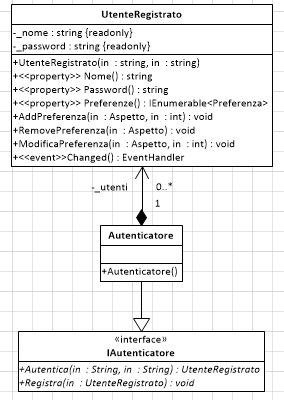 UtenteRegistrato
-_nome : string {readonly}
-_password : string {readonly}
+UtenteRegistrato(in : string, in : string)
+<<property>> Nome() : string
+<<property>> Password() : string
+<<property>> Preferenze() : IEnumerable<Preferenza>
+AddPreferenza(in : Aspetto, in : int) : void
+RemovePreferenza(in : Aspetto) : void
+ModificaPreferenza(in : Aspetto, in : int) : void
+<<event>>Changed() : EventHandler
-_utenti
0..*
1
Autenticatore
+Autenticatore()
«interface»
IAutenticatore
+Autentica(in : String, in : String) : UtenteRegistrato
+Registra(in : UtenteRegistrato) : void